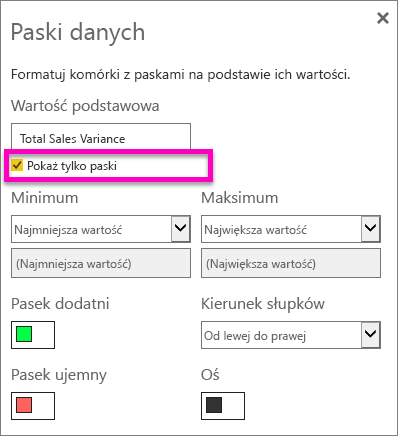 Paski danych
Formatuj komórki z paskami na podstawie ich wartości.
Wartość podstawowa
Total Sales Variance
Pokaż tylko paski
Minimum Maksimum
Najmniejsza wartość Największa wartość
(Najmniejsza wartość) (Największa wartość)
Pasek dodatni Kierunek słupków
Od lewej do prawej
Pasek ujemny Oś